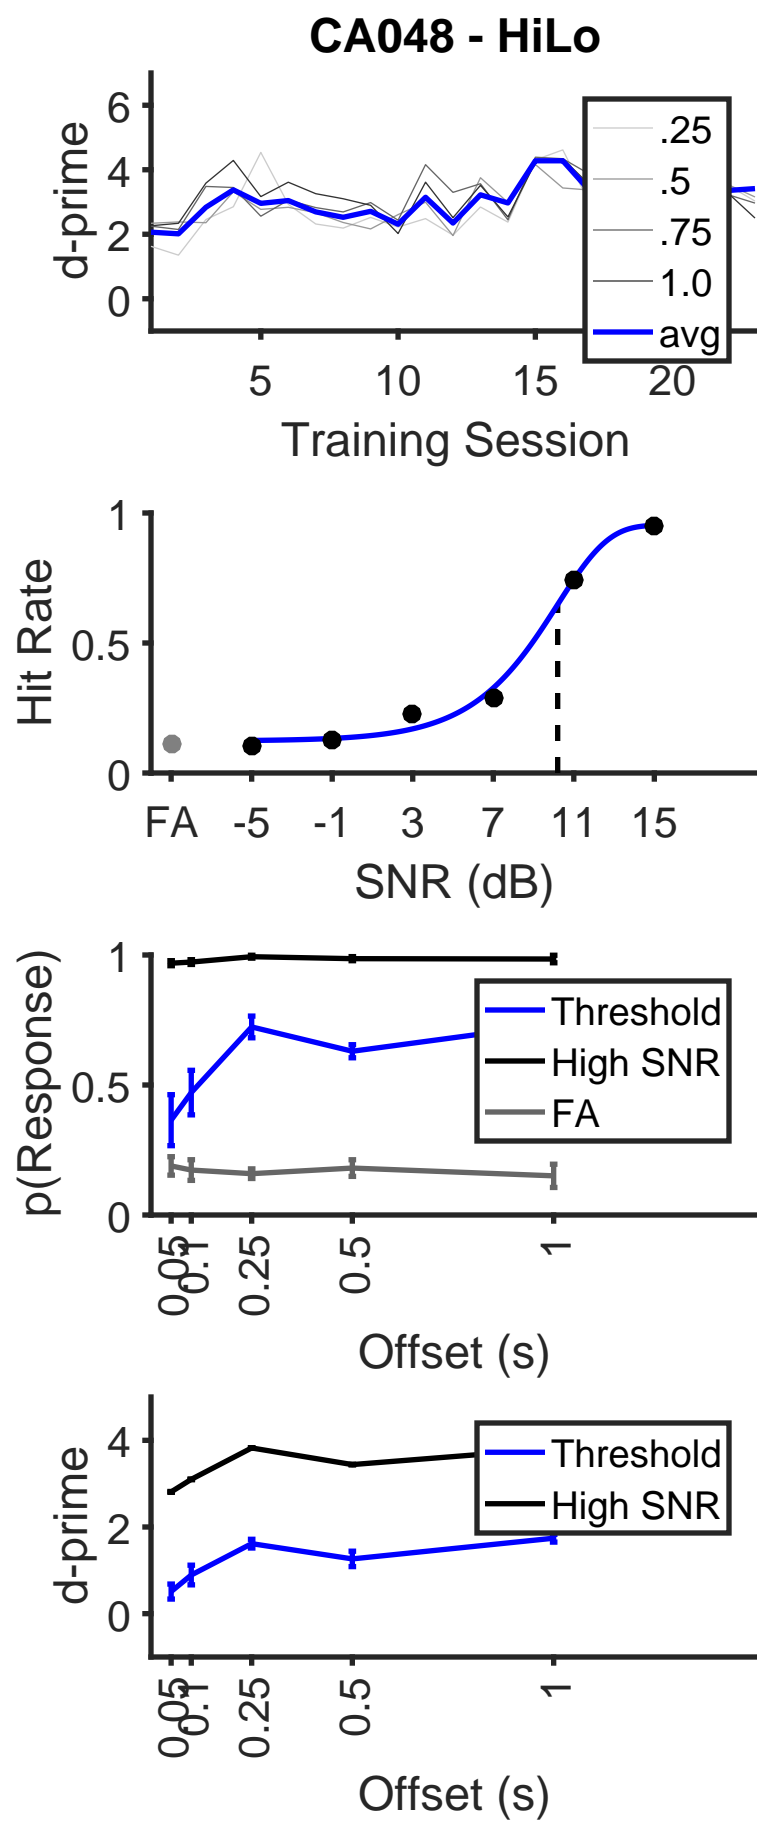 CA048 - HiLo
6
4
2
0
d-prime
.25
.5
.75
1.0
avg
5 10 15 20
Training Session
1
0.5
0
Hit Rate
FA -5 -1 3 7 11 15
SNR (dB)
1
0.5
0
p(Response)
Threshold
High SNR
FA
0.05 0.1 0.25 0.5 1
Offset (s)
4
2
0
d-prime
Threshold
High SNR
0.05 0.1 0.25 0.5 1
Offset (s)